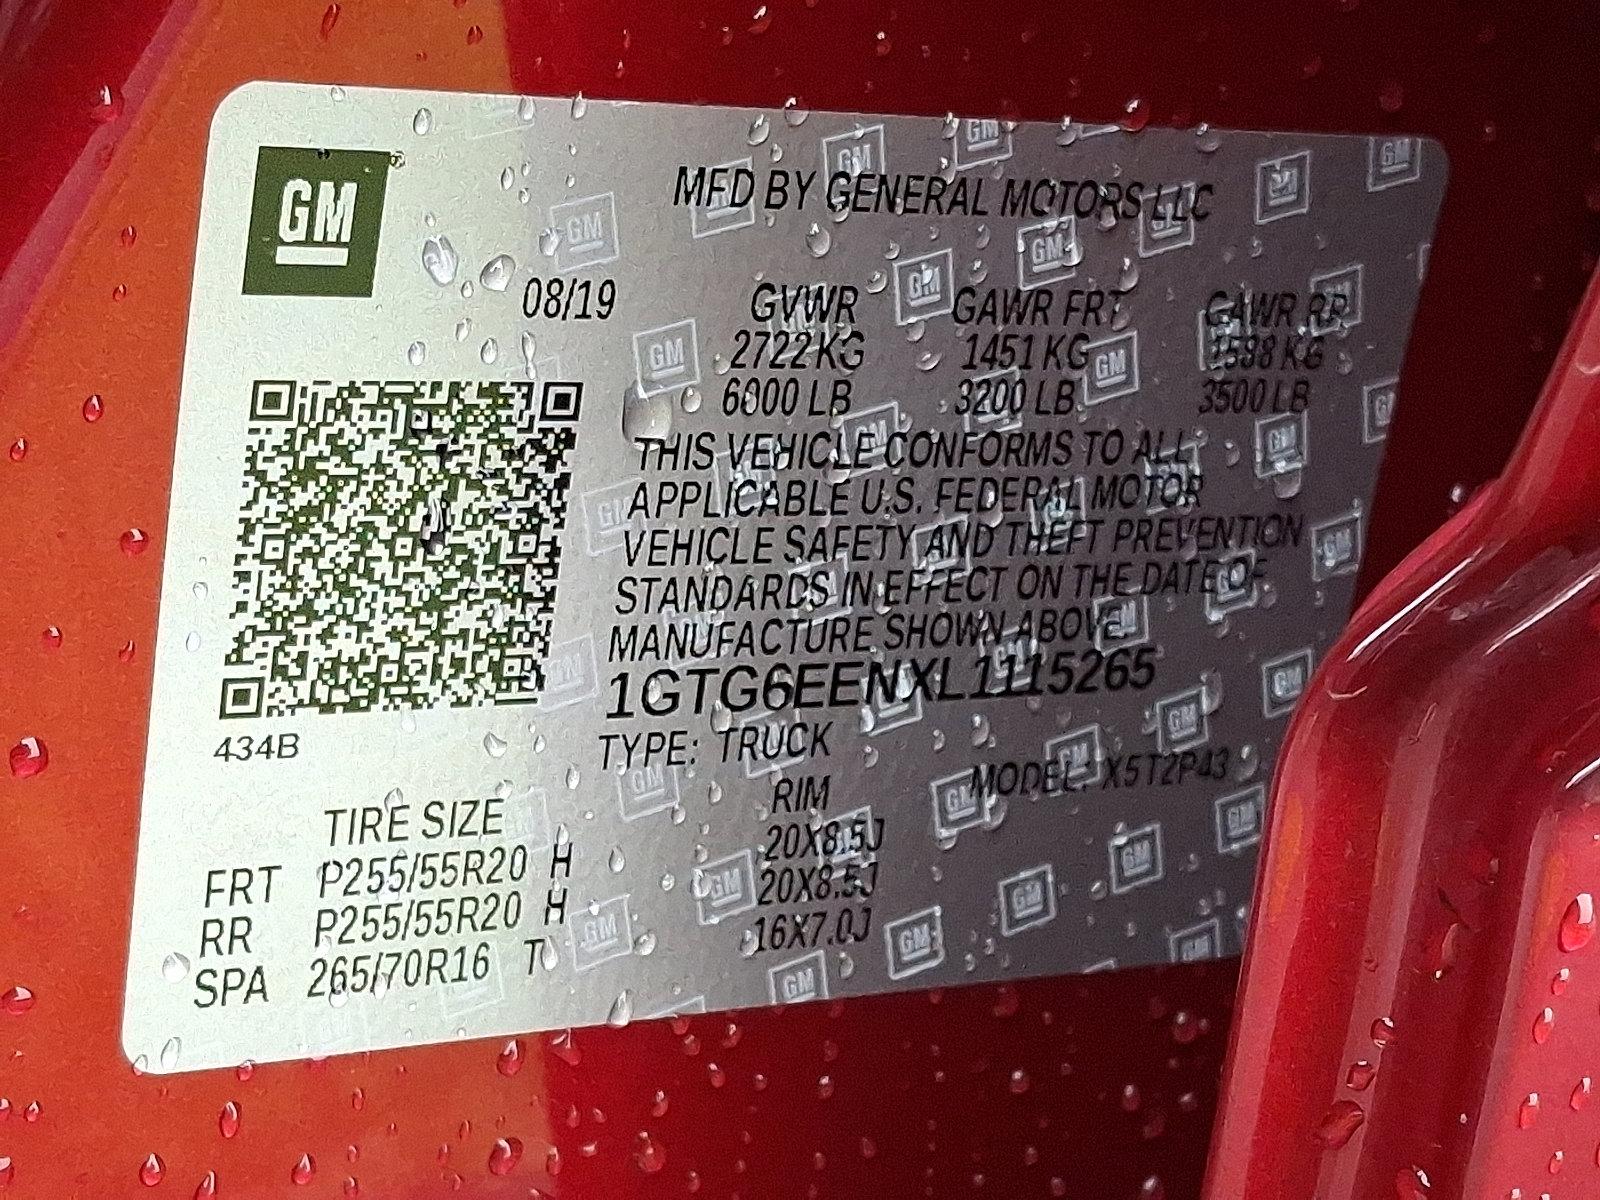 GM
MFD BY GENERAL MOTORS LLC
08/19 GVWR GAWR FRT GAWR RR
2722 KG 1451 KG 1588 KG
6000 LB 3200 LB 3500 LB
THIS VEHICLE CONFORMS TO ALL
APPLICABLE U.S. FEDERAL MOTOR
VEHICLE SAFETY AND THEFT PREVENTION
STANDARDS IN EFFECT ON THE DATE OF
MANUFACTURE SHOWN ABOVE.
1GTG6EENXL1115265
434B TYPE: TRUCK MODEL: X5T2P43
TIRE SIZE RIM
FRT P255/55R20 H 20X8.5J
RR P255/55R20 H 20X8.5J
SPA 265/70R16 T 16X7.0J